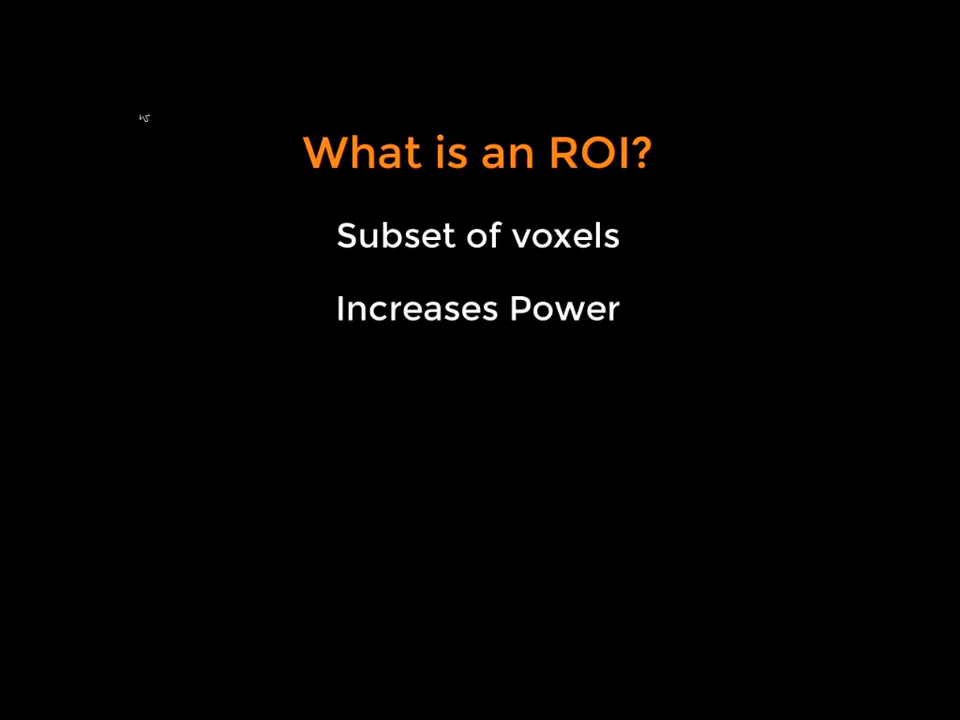 What is an ROI?
Subset of voxels
Increases Power